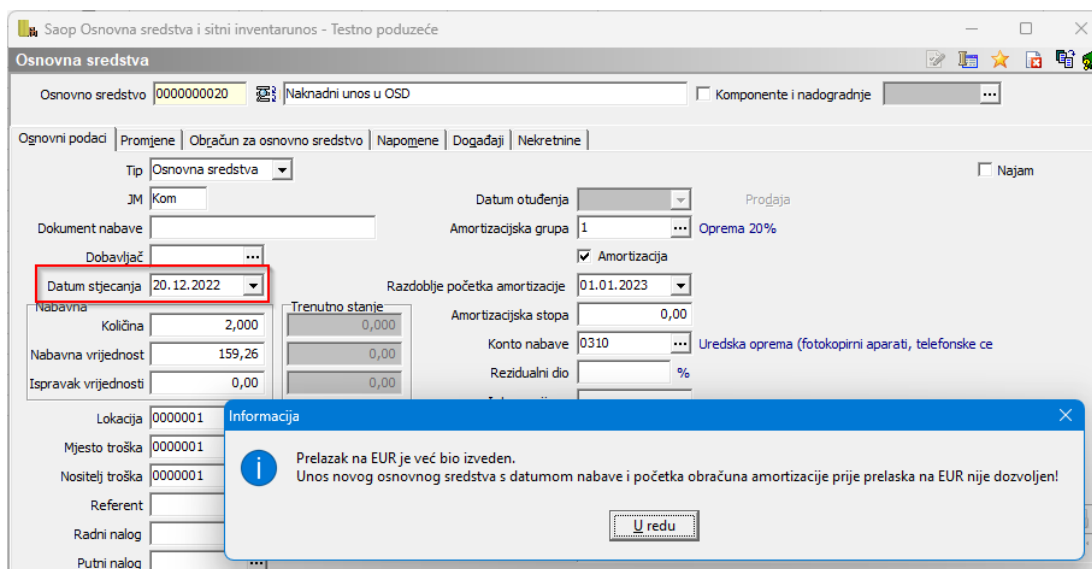 Saop Osnovna sredstva i sitni inventarunos - Testno poduzeće
Osnovna sredstva
Osnovno sredstvo 0000000020 Naknadni unos u OSD Komponente i nadogradnje ...
Osnovni podaci Promjene Obračun za osnovno sredstvo Napomene Događaji Nekretnine
Tip Osnovna sredstva Najam
JM Kom Datum otuđenja Prodaja
Dokument nabave Amortizacijska grupa 1 ... Oprema 20%
Dobavljač ... Amortizacija
Datum stjecanja 20.12.2022 Razdoblje početka amortizacije 01.01.2023
Nabavna Trenutno stanje Amortizacijska stopa 0,00
Količina 2,000 0,000
Konto nabave 0310 ... Uredska oprema (fotokopirni aparati, telefonske ce
Nabavna vrijednost 159,26 0,00
Rezidualni dio %
Ispravak vrijednosti 0,00 0,00
Lokacija 0000001
Informacija
Mjesto troška 0000001
Prelazak na EUR je već bio izveden.
Nositelj troška 0000001
Unos novog osnovnog sredstva s datumom nabave i početka obračuna amortizacije prije prelaska na EUR nije dozvoljen!
Referent
U redu
Radni nalog
Putni nalog ...